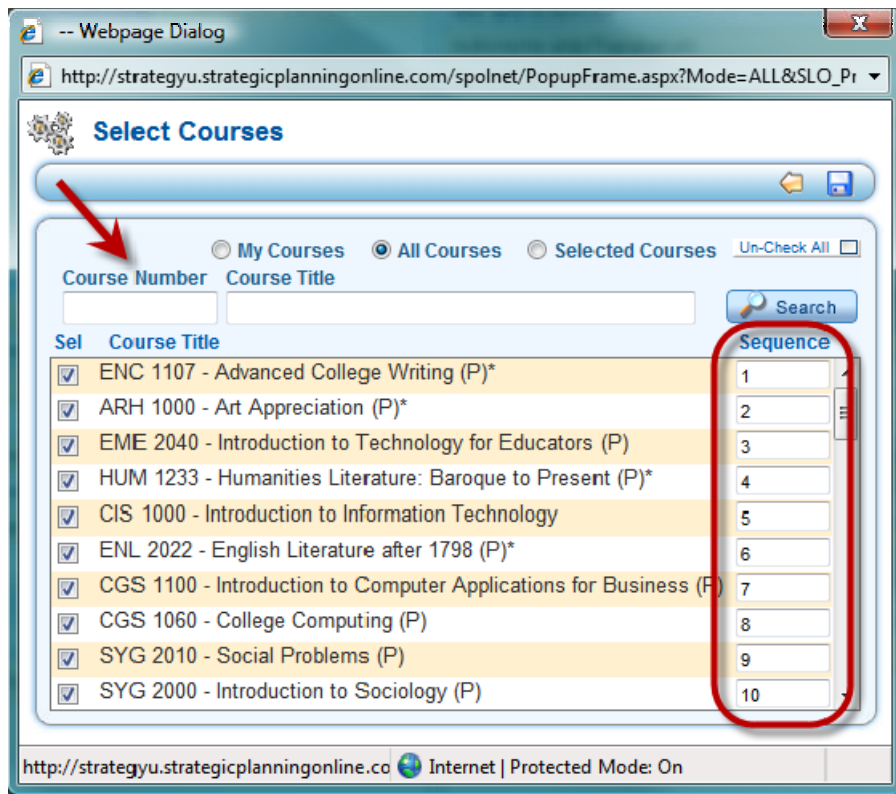 -- Webpage Dialog
X
http://strategyu.strategicplanningonline.com/spolnet/PopupFrame.aspx?Mode=ALL&SLO_Pr
Select Courses
My Courses All Courses Selected Courses Un-Check All
Course Number Course Title
Search
Sel Course Title Sequence
ENC 1107 - Advanced College Writing (P)* 1
ARH 1000 - Art Appreciation (P)* 2
EME 2040 - Introduction to Technology for Educators (P) 3
HUM 1233 - Humanities Literature: Baroque to Present (P)* 4
CIS 1000 - Introduction to Information Technology 5
ENL 2022 - English Literature after 1798 (P)* 6
CGS 1100 - Introduction to Computer Applications for Business (P) 7
CGS 1060 - College Computing (P) 8
SYG 2010 - Social Problems (P) 9
SYG 2000 - Introduction to Sociology (P) 10
http://strategyu.strategicplanningonline.co Internet | Protected Mode: On